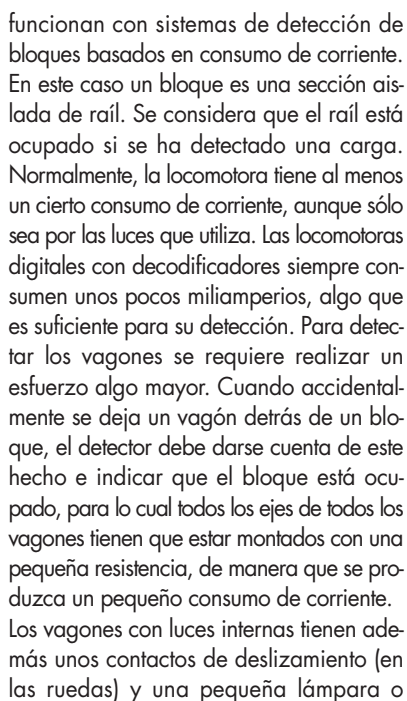 funcionan con sistemas de detección de
bloques basados en consumo de corriente.
En este caso un bloque es una sección ais-
lada de raíl. Se considera que el raíl está
ocupado si se ha detectado una carga.
Normalmente, la locomotora tiene al menos
un cierto consumo de corriente, aunque sólo
sea por las luces que utiliza. Las locomotoras
digitales con decodificadores siempre con-
sumen unos pocos miliamperios, algo que
es suficiente para su detección. Para detec-
tar los vagones se requiere realizar un
esfuerzo algo mayor. Cuando accidental-
mente se deja un vagón detrás de un blo-
que, el detector debe darse cuenta de este
hecho e indicar que el bloque está ocu-
pado, para lo cual todos los ejes de todos los
vagones tienen que estar montados con una
pequeña resistencia, de manera que se pro-
duzca un pequeño consumo de corriente.
Los vagones con luces internas tienen ade-
más unos contactos de deslizamiento (en
las ruedas) y una pequeña lámpara o